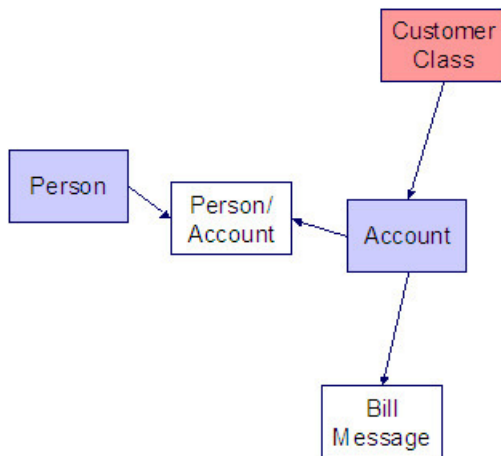 Customer
Class
Person
Person/
Account
Account
Bill
Message